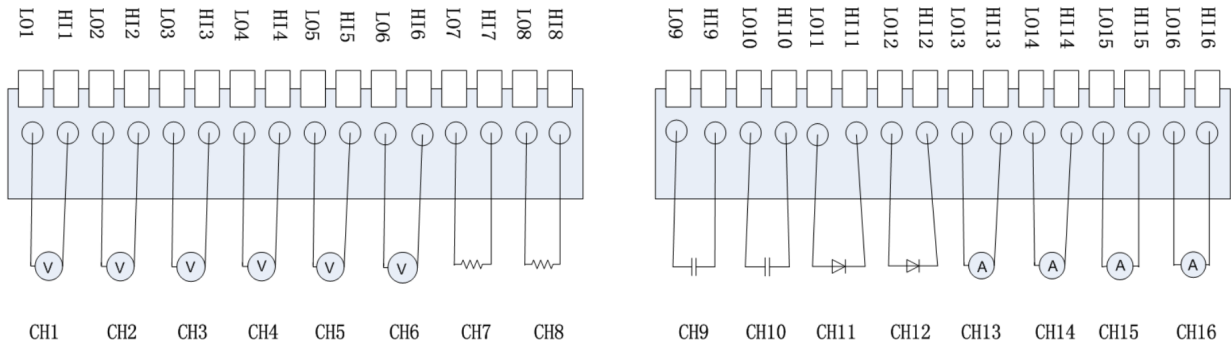 LO1 HI1 LO2 HI2 LO3 HI3 LO4 HI4 LO5 HI5 LO6 HI6 LO7 HI7 LO8 HI8 LO9 HI9 LO10 HI10 LO11 HI11 LO12 HI12 LO13 HI13 LO14 HI14 LO15 HI15 LO16 HI16
V V V V V V A A A A
CH1 CH2 CH3 CH4 CH5 CH6 CH7 CH8 CH9 CH10 CH11 CH12 CH13 CH14 CH15 CH16